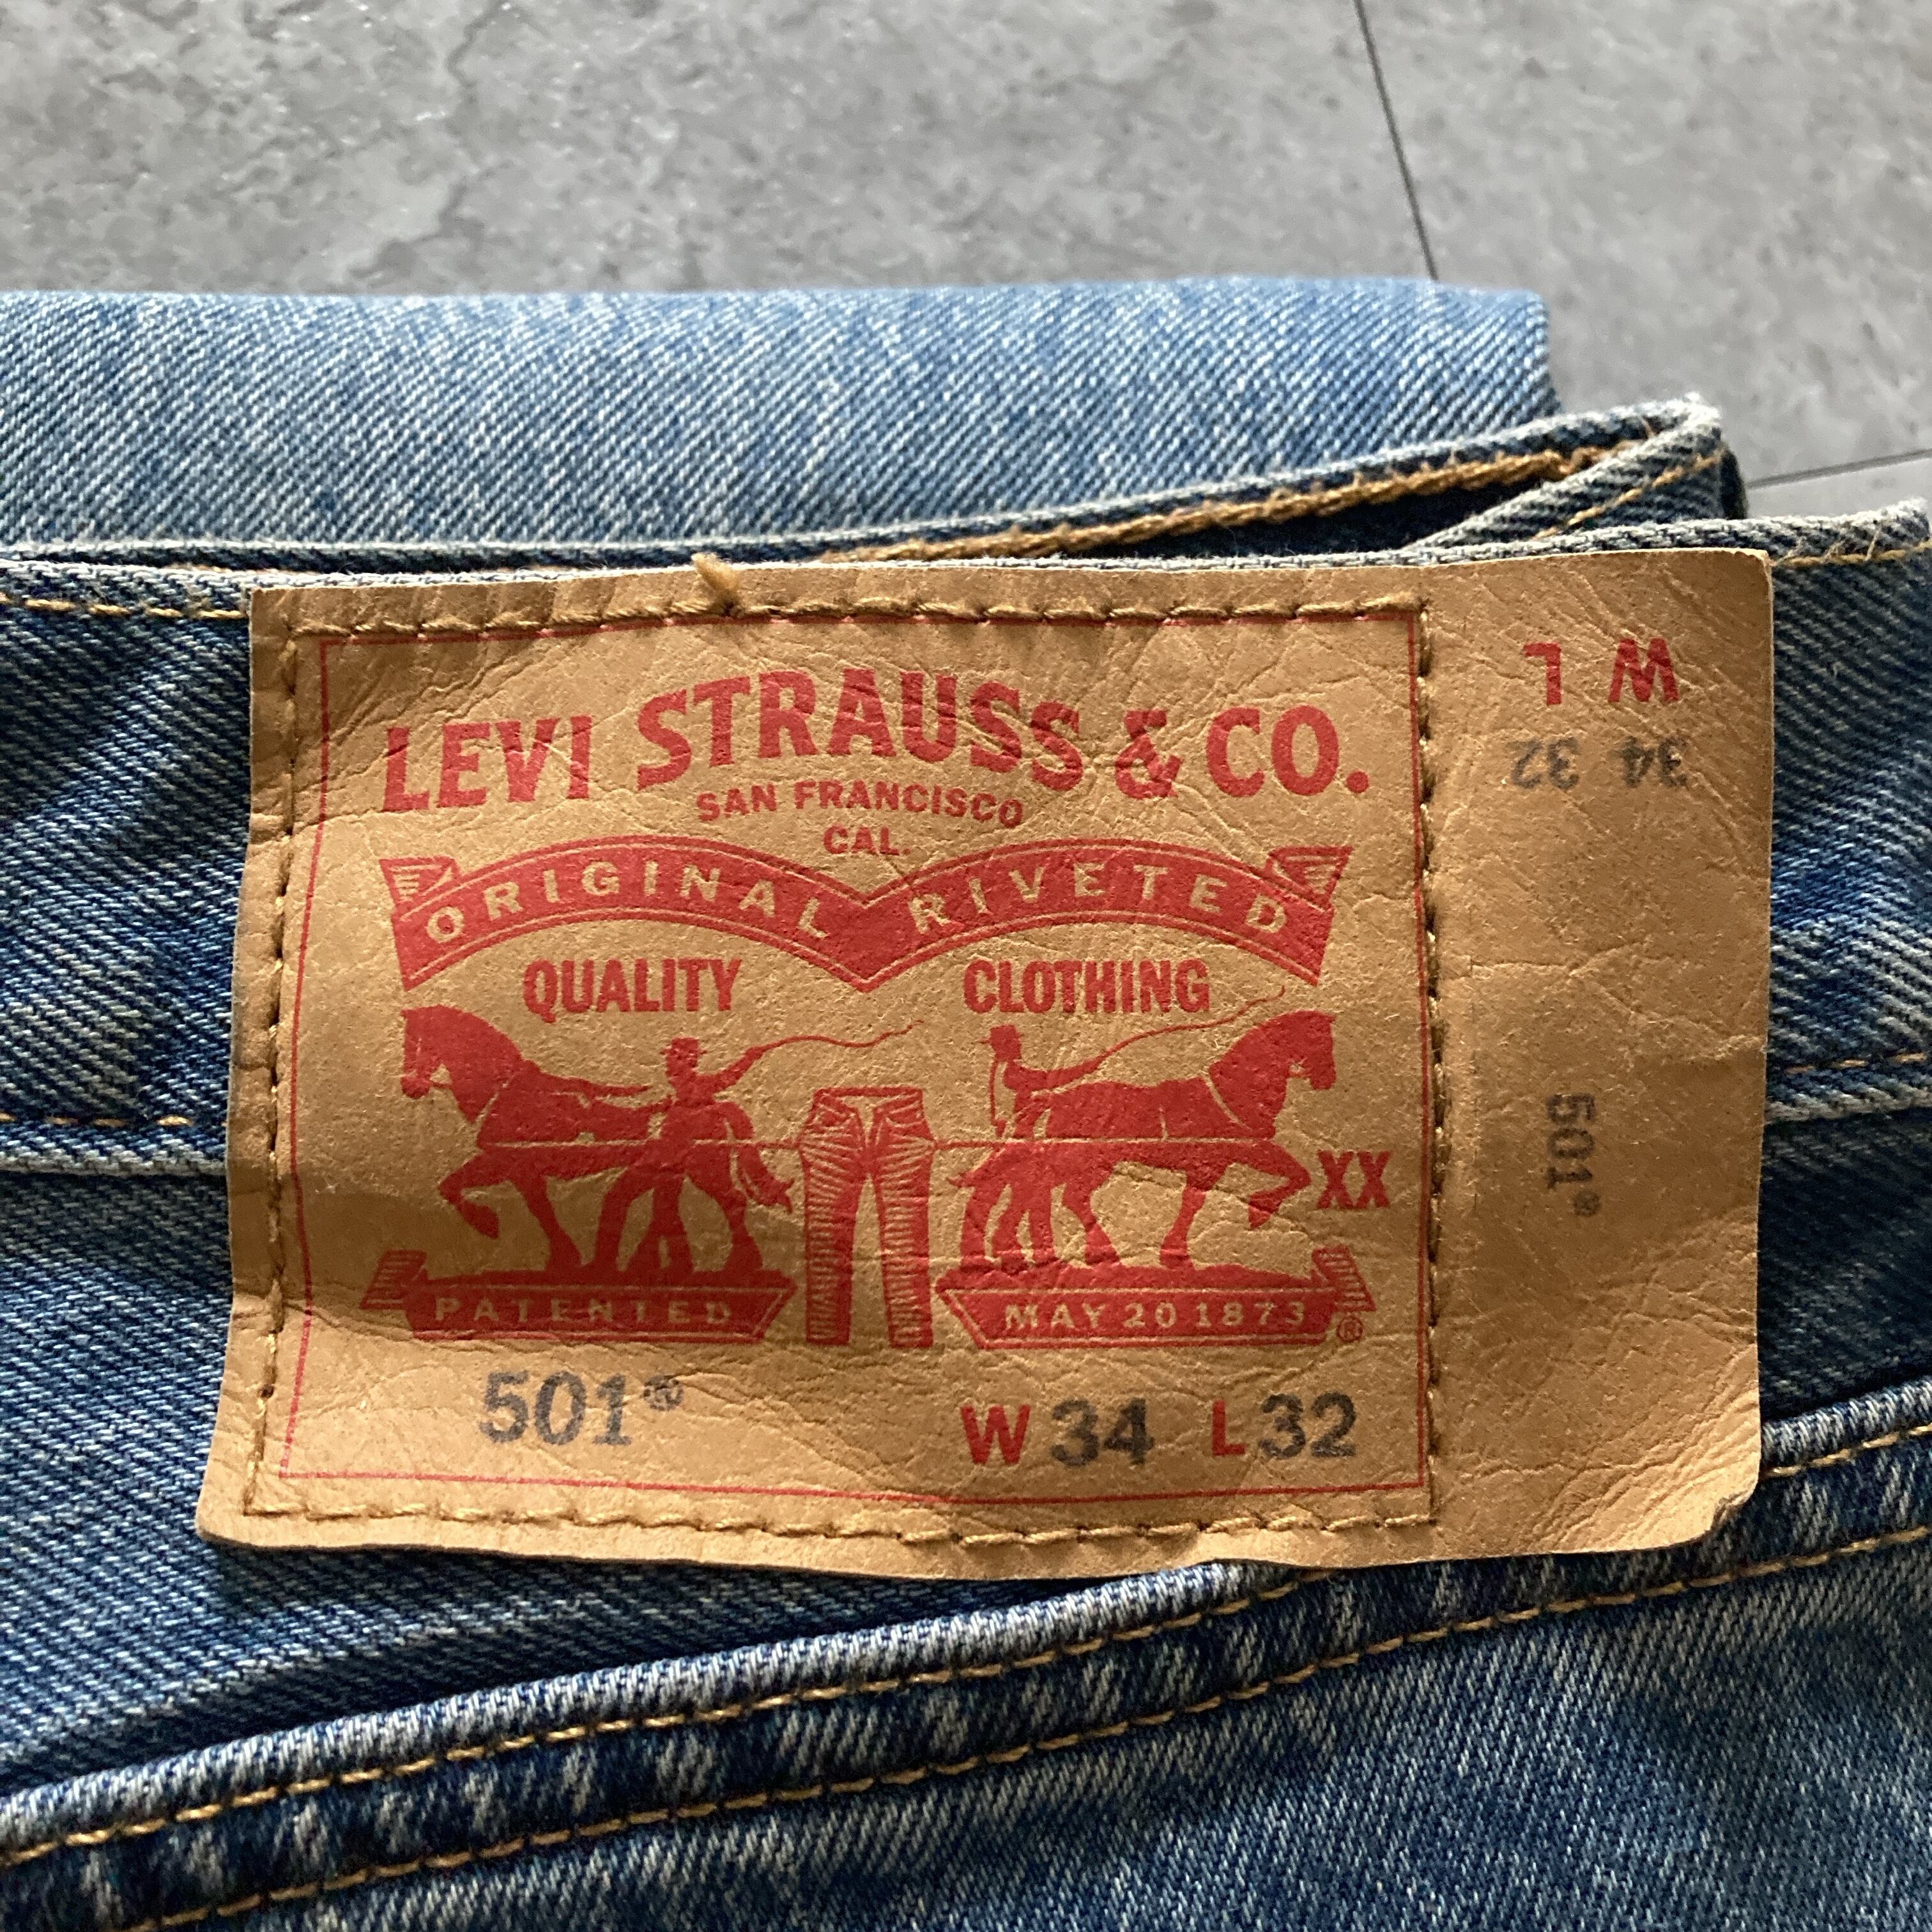 LEVI STRAUSS & CO.
SAN FRANCISCO
CAL.
ORIGINAL RIVETED
QUALITY CLOTHING
XX
PATENTED MAY 20 1873 ®
501® W 34 L 32
W L
34 32
501®